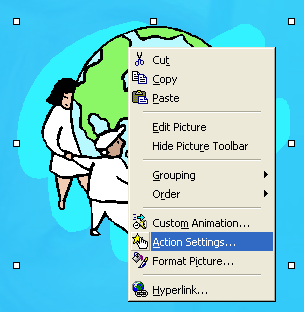 Cut
Copy
Paste
Edit Picture
Hide Picture Toolbar
Grouping
Order
Custom Animation...
Action Settings...
Format Picture...
Hyperlink...